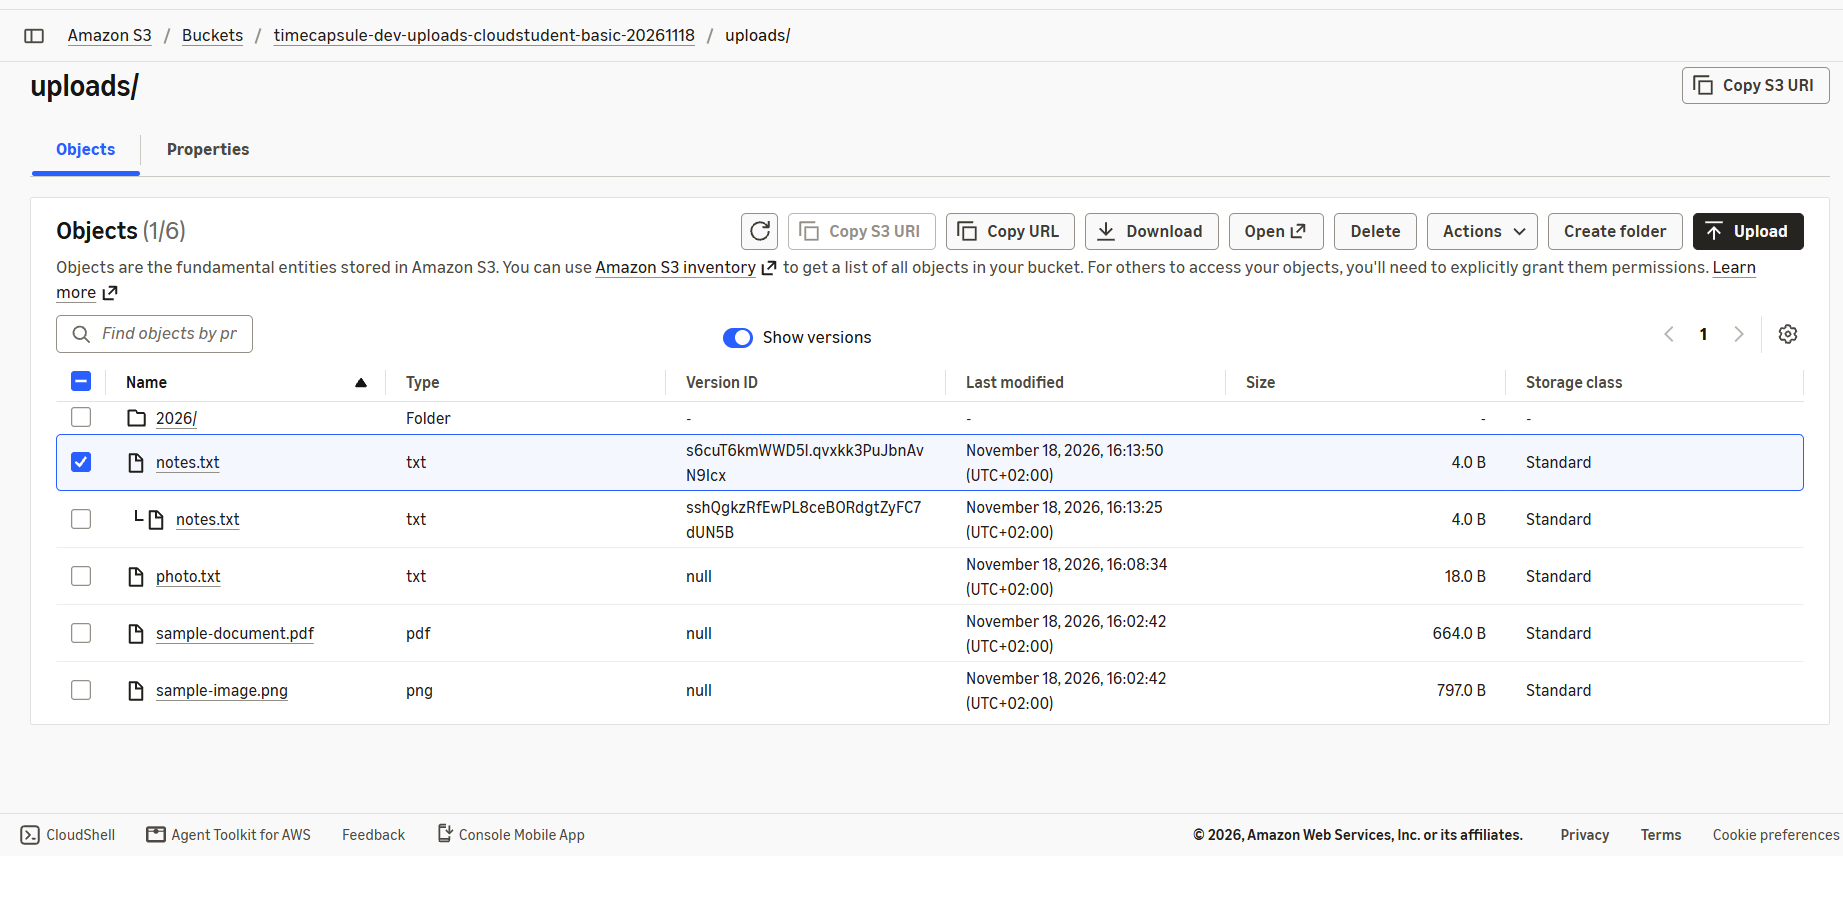 Amazon S3 / Buckets / timecapsule-dev-uploads-cloudstudent-basic-20261118 / uploads/
uploads/
Copy S3 URI
Objects
Properties
Objects (1/6)
Copy S3 URI
Copy URL
Download
Open
Delete
Actions
Create folder
Upload
Objects are the fundamental entities stored in Amazon S3. You can use Amazon S3 inventory to get a list of all objects in your bucket. For others to access your objects, you'll need to explicitly grant them permissions. Learn
more
Find objects by pr
Show versions
1
Name Type Version ID Last modified Size Storage class
2026/ Folder - - - -
notes.txt txt s6cuT6kmWWD5l.qvxkk3PuJbnAv November 18, 2026, 16:13:50 4.0 B Standard
N9lcx (UTC+02:00)
notes.txt txt sshQgkzRfEwPL8ceBORdgtZyFC7 November 18, 2026, 16:13:25 4.0 B Standard
dUN5B (UTC+02:00)
photo.txt txt null November 18, 2026, 16:08:34 18.0 B Standard
(UTC+02:00)
sample-document.pdf pdf null November 18, 2026, 16:02:42 664.0 B Standard
(UTC+02:00)
sample-image.png png null November 18, 2026, 16:02:42 797.0 B Standard
(UTC+02:00)
CloudShell Agent Toolkit for AWS Feedback Console Mobile App © 2026, Amazon Web Services, Inc. or its affiliates. Privacy Terms Cookie preferences